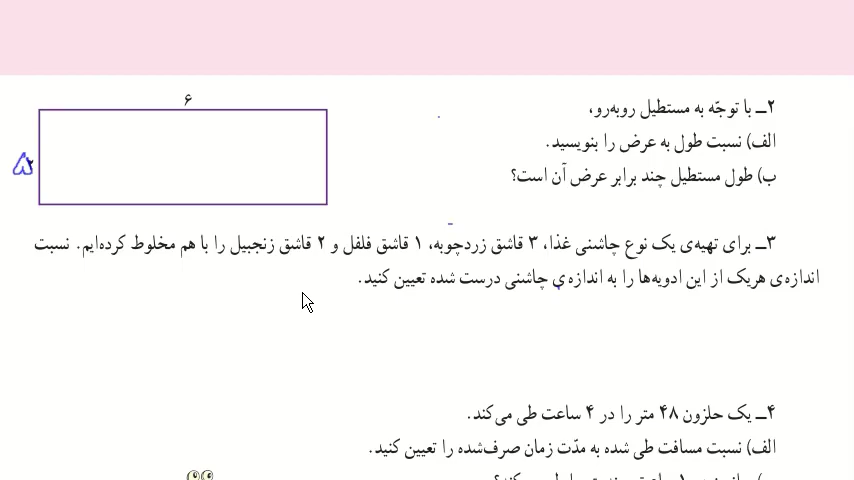 ۶
۵
۲ــ با توجّه به مستطیل روبه‌رو،
الف) نسبت طول به عرض را بنویسید.
ب) طول مستطیل چند برابر عرض آن است؟
۳ــ برای تهیه‌ی یک نوع چاشنی غذا، ۳ قاشق زردچوبه، ۱ قاشق فلفل و ۲ قاشق زنجبیل را با هم مخلوط کرده‌ایم. نسبت
اندازه‌ی هریک از این ادویه‌ها را به اندازه‌ی چاشنی درست شده تعیین کنید.
۴ــ یک حلزون ۴۸ متر را در ۴ ساعت طی می‌کند.
الف) نسبت مسافت طی شده به مدّت زمان صرف‌شده را تعیین کنید.